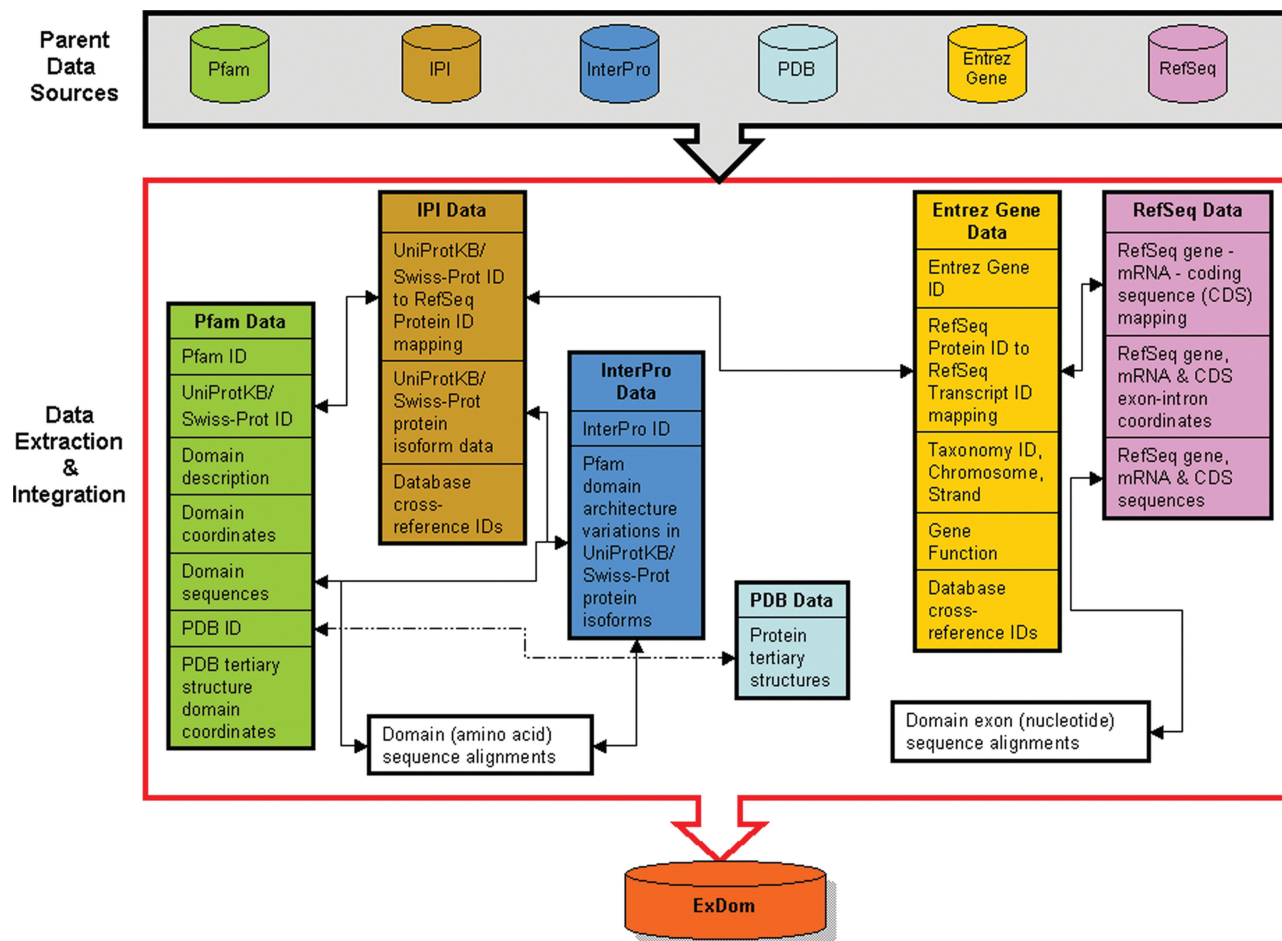 Parent
Data
Sources
Pfam
IPI
InterPro
PDB
Entrez
Gene
RefSeq
Data
Extraction
&
Integration
Pfam Data
Pfam ID
UniProtKB/
Swiss-Prot ID
Domain
description
Domain
coordinates
Domain
sequences
PDB ID
PDB tertiary
structure
domain
coordinates
IPI Data
UniProtKB/
Swiss-Prot ID
to RefSeq
Protein ID
mapping
UniProtKB/
Swiss-Prot
protein
isoform data
Database
cross-
reference IDs
InterPro
Data
InterPro ID
Pfam
domain
architecture
variations in
UniProtKB/
Swiss-Prot
protein
isoforms
PDB Data
Protein
tertiary
structures
Entrez Gene
Data
Entrez Gene
ID
RefSeq
Protein ID to
RefSeq
Transcript ID
mapping
Taxonomy ID,
Chromosome,
Strand
Gene
Function
Database
cross-
reference IDs
RefSeq Data
RefSeq gene -
mRNA - coding
sequence (CDS)
mapping
RefSeq gene,
mRNA & CDS
exon-intron
coordinates
RefSeq gene,
mRNA & CDS
sequences
Domain (amino acid)
sequence alignments
Domain exon (nucleotide)
sequence alignments
ExDom